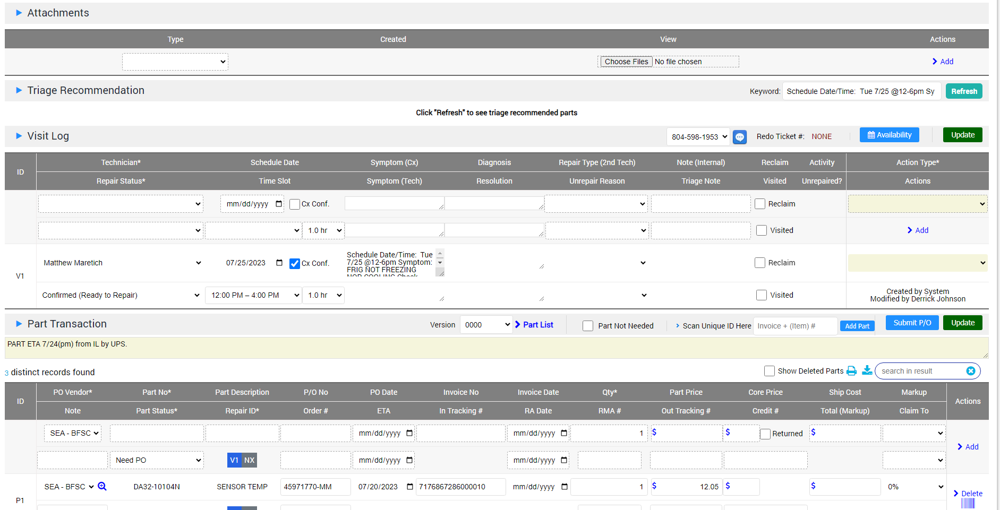 Attachments
Type Created View Actions
Choose Files No file chosen Add
Triage Recommendation Keyword: Schedule Date/Time:  Tue 7/25 @12-6pm Sy Refresh
Click "Refresh" to see triage recommended parts
Visit Log 804-598-1953 Redo Ticket #: NONE Availability Update
ID
Technician* Schedule Date Symptom (Cx) Diagnosis Repair Type (2nd Tech) Note (Internal) Reclaim Activity Action Type*
Repair Status* Time Slot Symptom (Tech) Resolution Unrepair Reason Triage Note Visited Unrepaired? Actions
mm/dd/yyyy Cx Conf. Reclaim
1.0 hr Visited Add
V1
Matthew Maretich 07/25/2023 Cx Conf. Reclaim
Schedule Date/Time:  Tue
7/25 @12-6pm Symptom:
FRIG NOT FREEZING
NOR COOLING Check
Confirmed (Ready to Repair) 12:00 PM – 4:00 PM 1.0 hr Visited
Created by System
Modified by Derrick Johnson
Part Transaction Version 0000 Part List Part Not Needed Scan Unique ID Here Invoice + (Item) # Add Part Submit P/O Update
PART ETA 7/24(pm) from IL by UPS.
3 distinct records found Show Deleted Parts search in result
ID
PO Vendor* Part No* Part Description P/O No PO Date Invoice No Invoice Date Qty* Part Price Core Price Ship Cost Markup
Actions
Note Part Status* Repair ID* Order # ETA In Tracking # RA Date RMA # Out Tracking # Credit # Total (Markup) Claim To
SEA - BFSC mm/dd/yyyy mm/dd/yyyy 1 $ $ Returned $
Add
Need PO V1 NX mm/dd/yyyy mm/dd/yyyy
SEA - BFSC DA32-10104N SENSOR TEMP 45971770-MM 07/20/2023 7176867286000010 mm/dd/yyyy 1 $ 12.05 $ $ 0%
P1
Delete